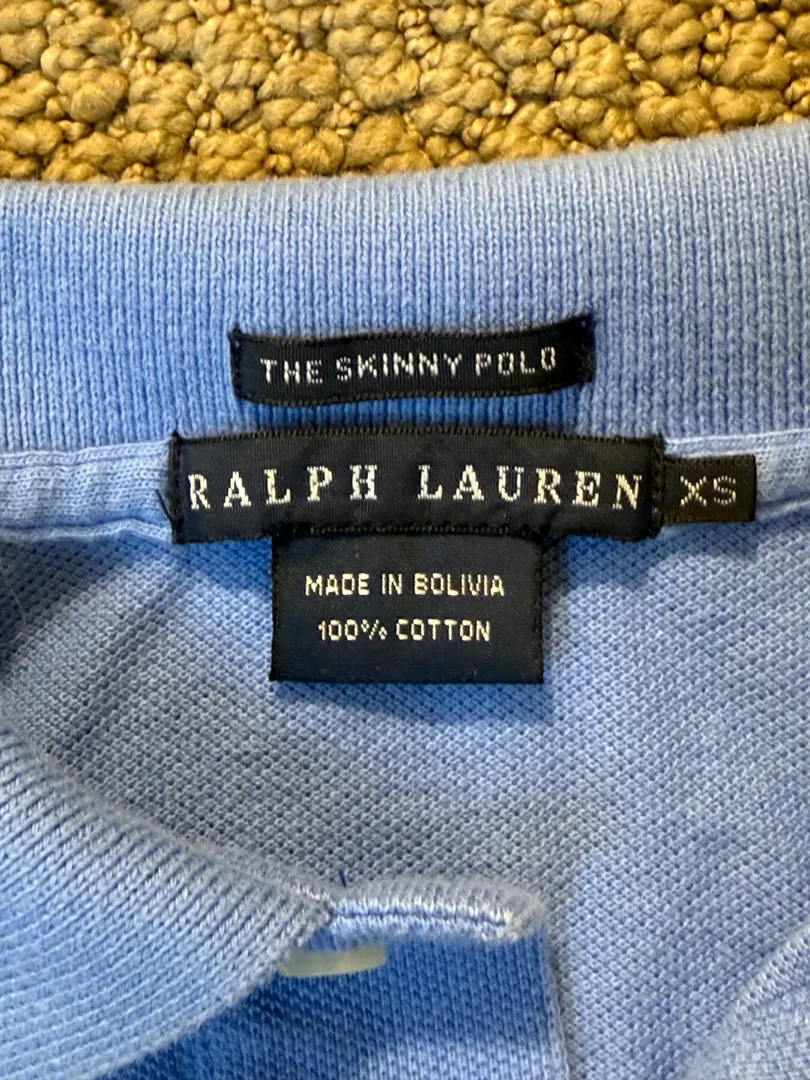 THE SKINNY POLO
RALPH LAUREN XS
MADE IN BOLIVIA
100% COTTON